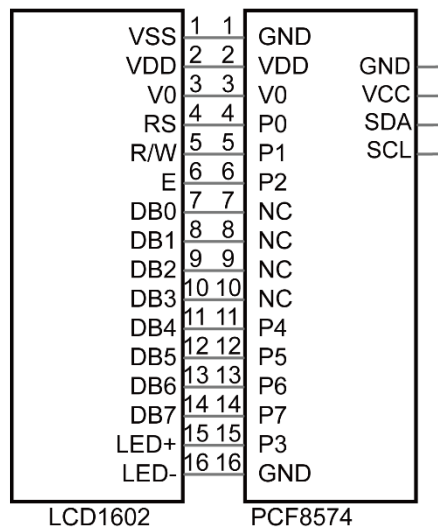 VSS 1 1 GND
VDD 2 2 VDD GND
V0 3 3 V0 VCC
RS 4 4 P0 SDA
R/W 5 5 P1 SCL
E 6 6 P2
DB0 7 7 NC
DB1 8 8 NC
DB2 9 9 NC
DB3 10 10 NC
DB4 11 11 P4
DB5 12 12 P5
DB6 13 13 P6
DB7 14 14 P7
LED+ 15 15 P3
LED- 16 16 GND
LCD1602 PCF8574